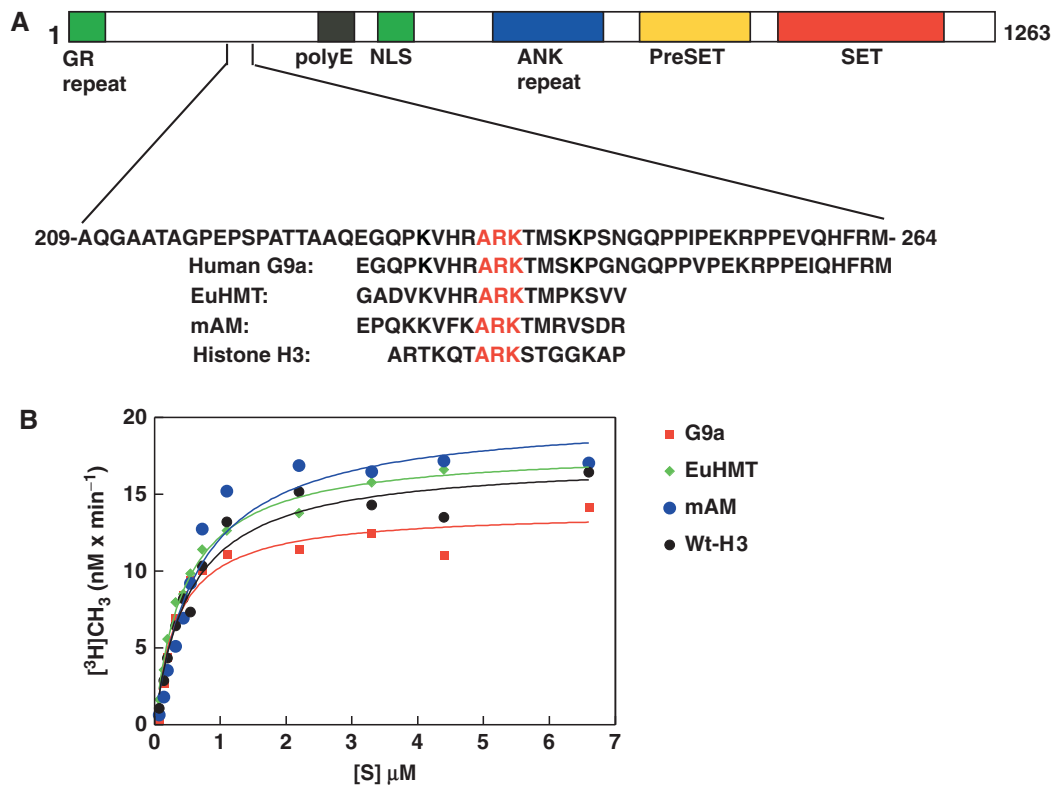 A
1
1263
GR repeat
polyE
NLS
ANK repeat
PreSET
SET
209-AQGAATAGPEPSPATTAAQEGQPKVHRARKTMSKPSNGQPPIPEKRPPEVQHFRM- 264
Human G9a: EGQPKVHRARKTMSKPGNGQPPVPEKRPPEIQHFRM
EuHMT: GADVKVHRARKTMPKSVV
mAM: EPQKKVFKARKTMRVSDR
Histone H3: ARTKQTARKSTGGKAP
B
[³H]CH₃ (nM x min⁻¹)
20
15
10
5
0
0 1 2 3 4 5 6 7
[S] µM
G9a
EuHMT
mAM
Wt-H3